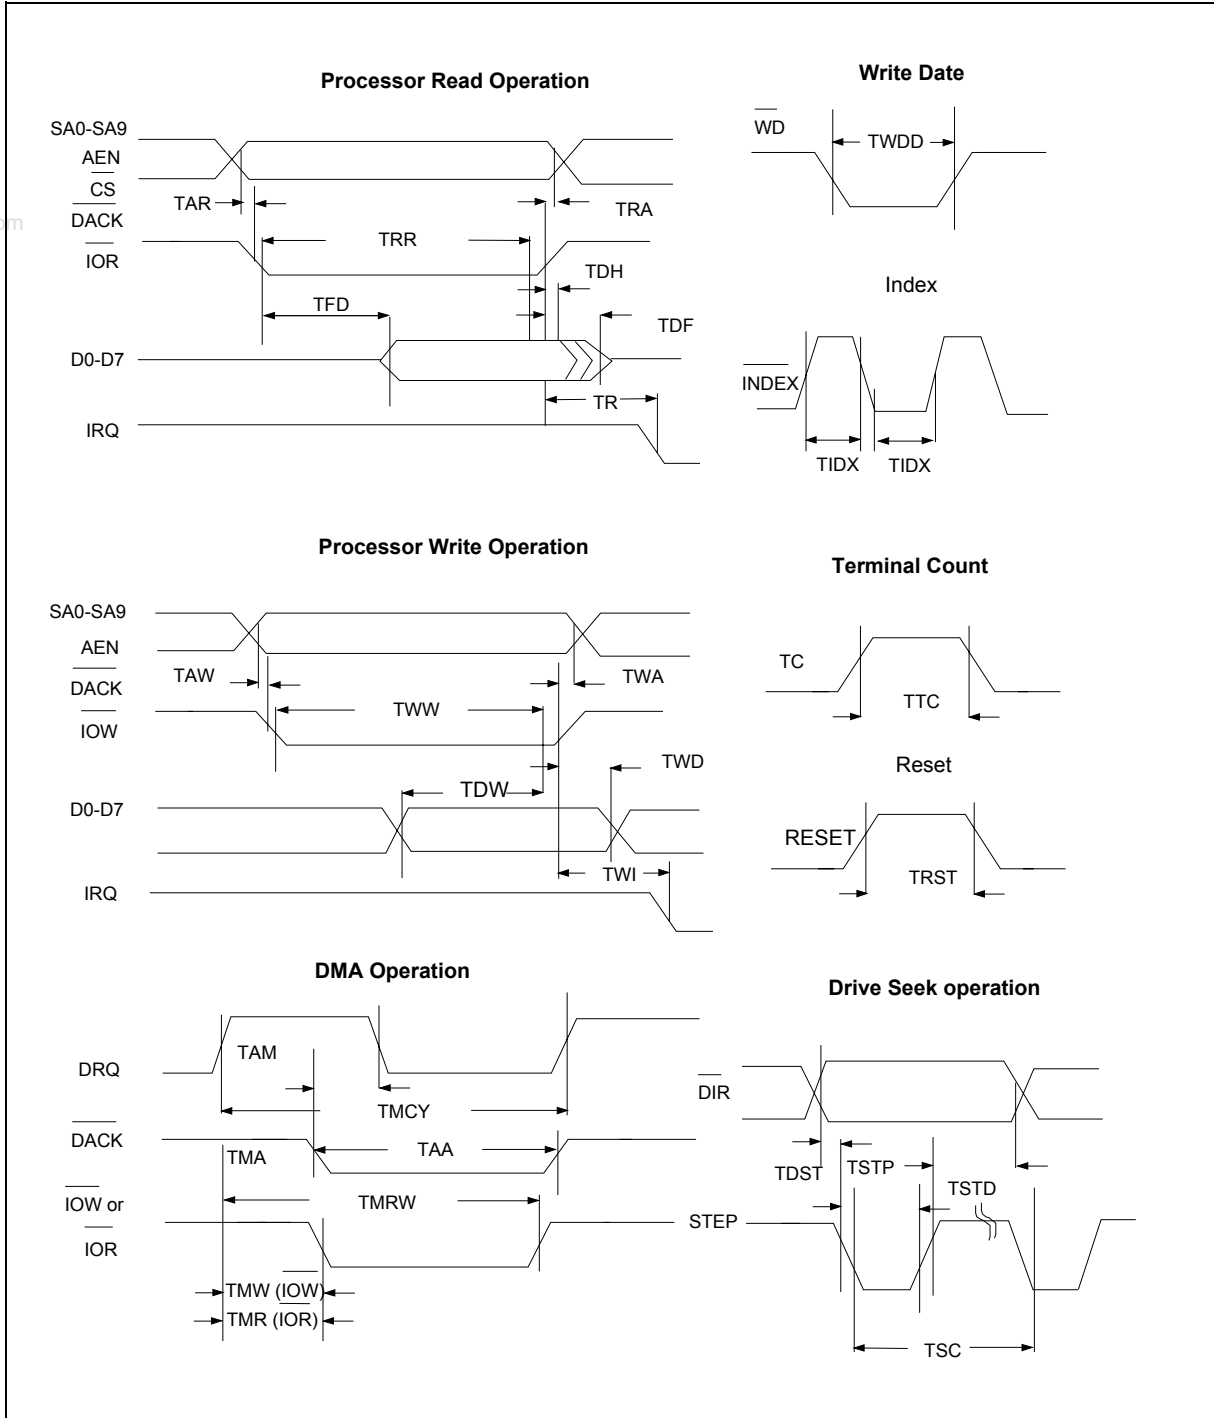 Processor Read Operation
SA0-SA9
AEN
CS
DACK
IOR
TAR
TRA
TRR
TDH
TFD
TDF
D0-D7
TR
IRQ
Write Date
WD
TWDD
Index
INDEX
TIDX
TIDX
Processor Write Operation
SA0-SA9
AEN
DACK
IOW
TAW
TWA
TWW
TWD
TDW
D0-D7
TWI
IRQ
Terminal Count
TC
TTC
Reset
RESET
TRST
DMA Operation
DRQ
TAM
TMCY
DACK
TMA
TAA
IOW or
IOR
TMRW
TMW (IOW)
TMR (IOR)
Drive Seek operation
DIR
TDST
TSTP
TSTD
STEP
TSC